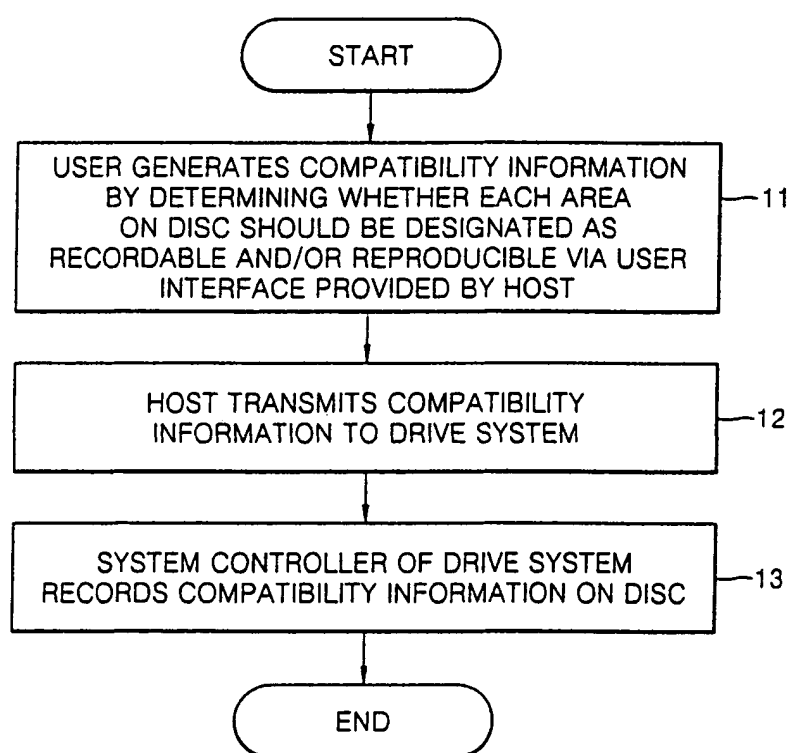 START
USER GENERATES COMPATIBILITY INFORMATION
BY DETERMINING WHETHER EACH AREA
ON DISC SHOULD BE DESIGNATED AS
RECORDABLE AND/OR REPRODUCIBLE VIA USER
INTERFACE PROVIDED BY HOST
11
HOST TRANSMITS COMPATIBILITY
INFORMATION TO DRIVE SYSTEM
12
SYSTEM CONTROLLER OF DRIVE SYSTEM
RECORDS COMPATIBILITY INFORMATION ON DISC
13
END